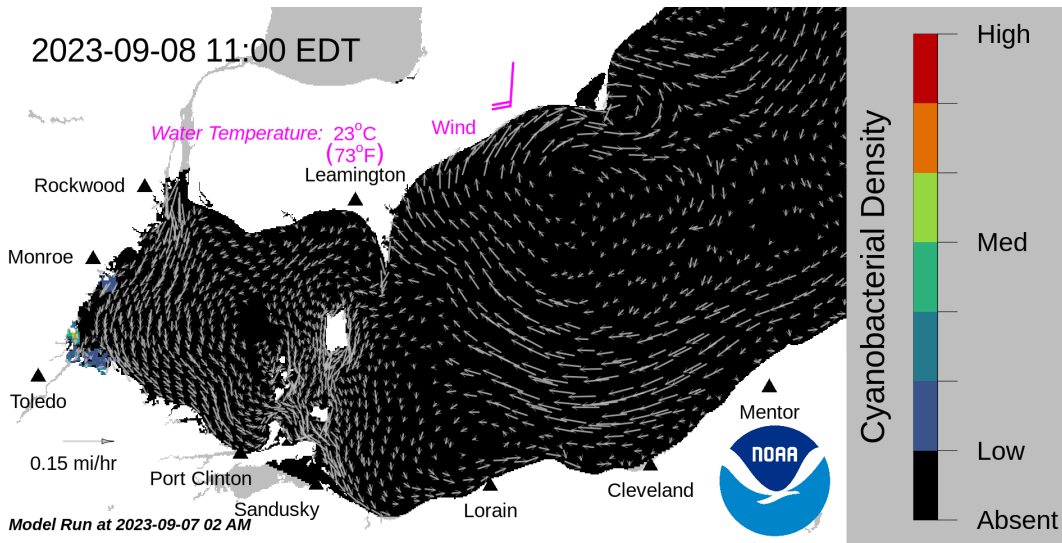 2023-09-08 11:00 EDT
Water Temperature: 23°C
(73°F)
Wind
Leamington
Rockwood
Monroe
Toledo
0.15 mi/hr
Port Clinton
Sandusky
Lorain
Cleveland
Mentor
NOAA
Model Run at 2023-09-07 02 AM
Cyanobacterial Density
High
Med
Low
Absent